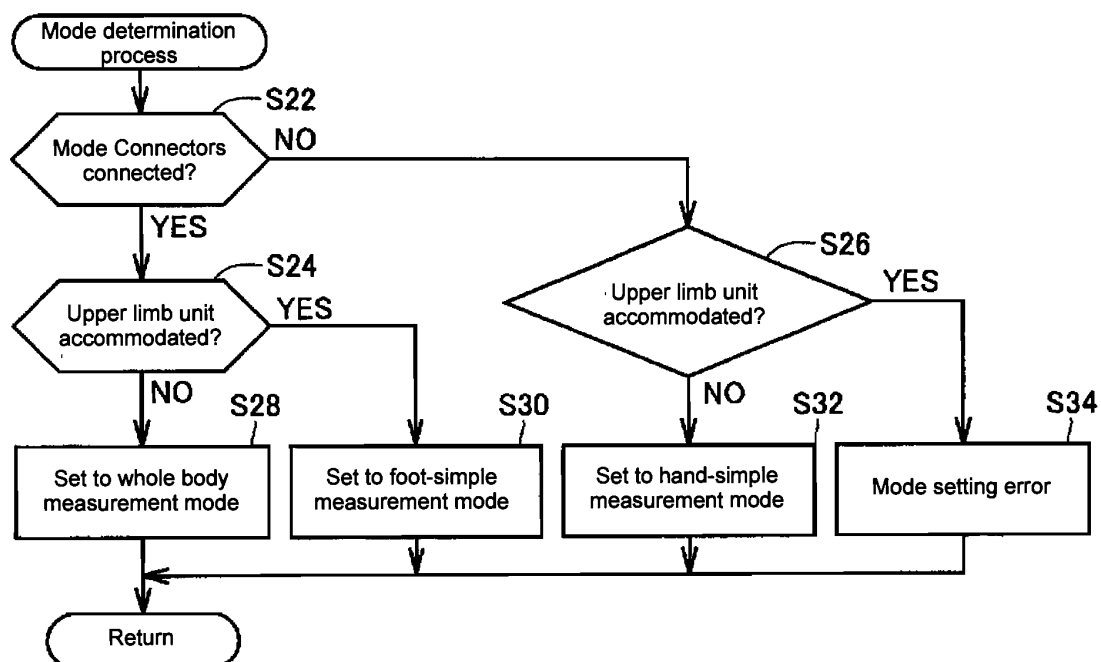 Mode determination
process
S22
Mode Connectors
connected?
NO
YES
S24
Upper limb unit
accommodated?
YES
NO
S26
Upper limb unit
accommodated?
YES
NO
S28
Set to whole body
measurement mode
S30
Set to foot-simple
measurement mode
S32
Set to hand-simple
measurement mode
S34
Mode setting error
Return